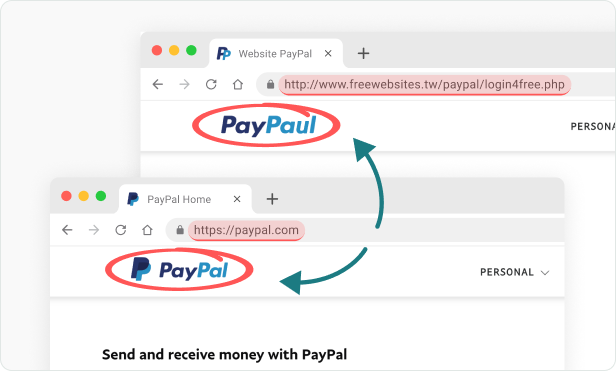 Website PayPal
http://www.freewebsites.tw/paypal/login4free.php
PayPaul
PERSONA
PayPal Home
https://paypal.com
PayPal
PERSONAL
Send and receive money with PayPal